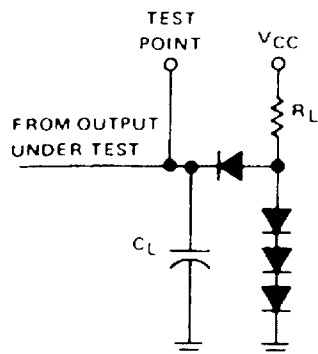 TEST
POINT
VCC
RL
FROM OUTPUT
UNDER TEST
CL